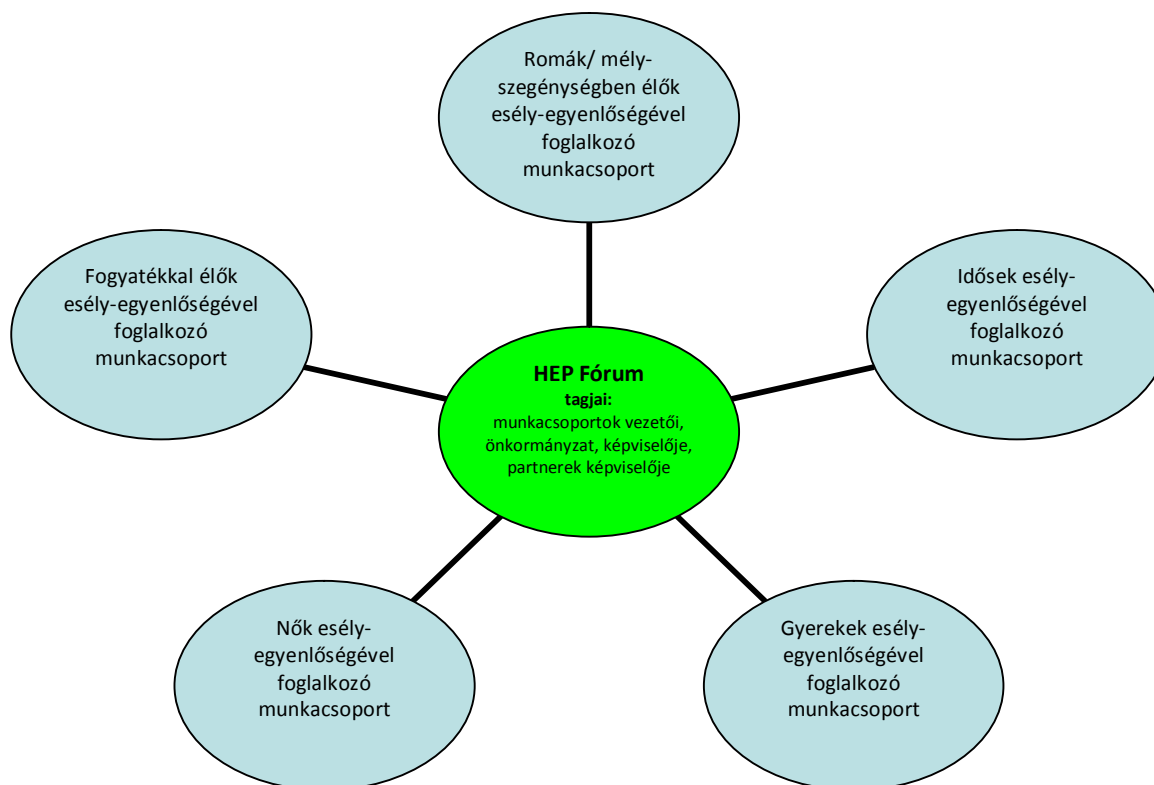 Romák/ mély-
szegénységben élők
esély-egyenlőségével
foglalkozó
munkacsoport
Fogyatékkal élők
esély-egyenlőségével
foglalkozó
munkacsoport
Idősek esély-
egyenlőségével
foglalkozó
munkacsoport
HEP Fórum
tagjai:
munkacsoportok vezetői,
önkormányzat, képviselője,
partnerek képviselője
Nők esély-
egyenlőségével
foglalkozó
munkacsoport
Gyerekek esély-
egyenlőségével
foglalkozó
munkacsoport